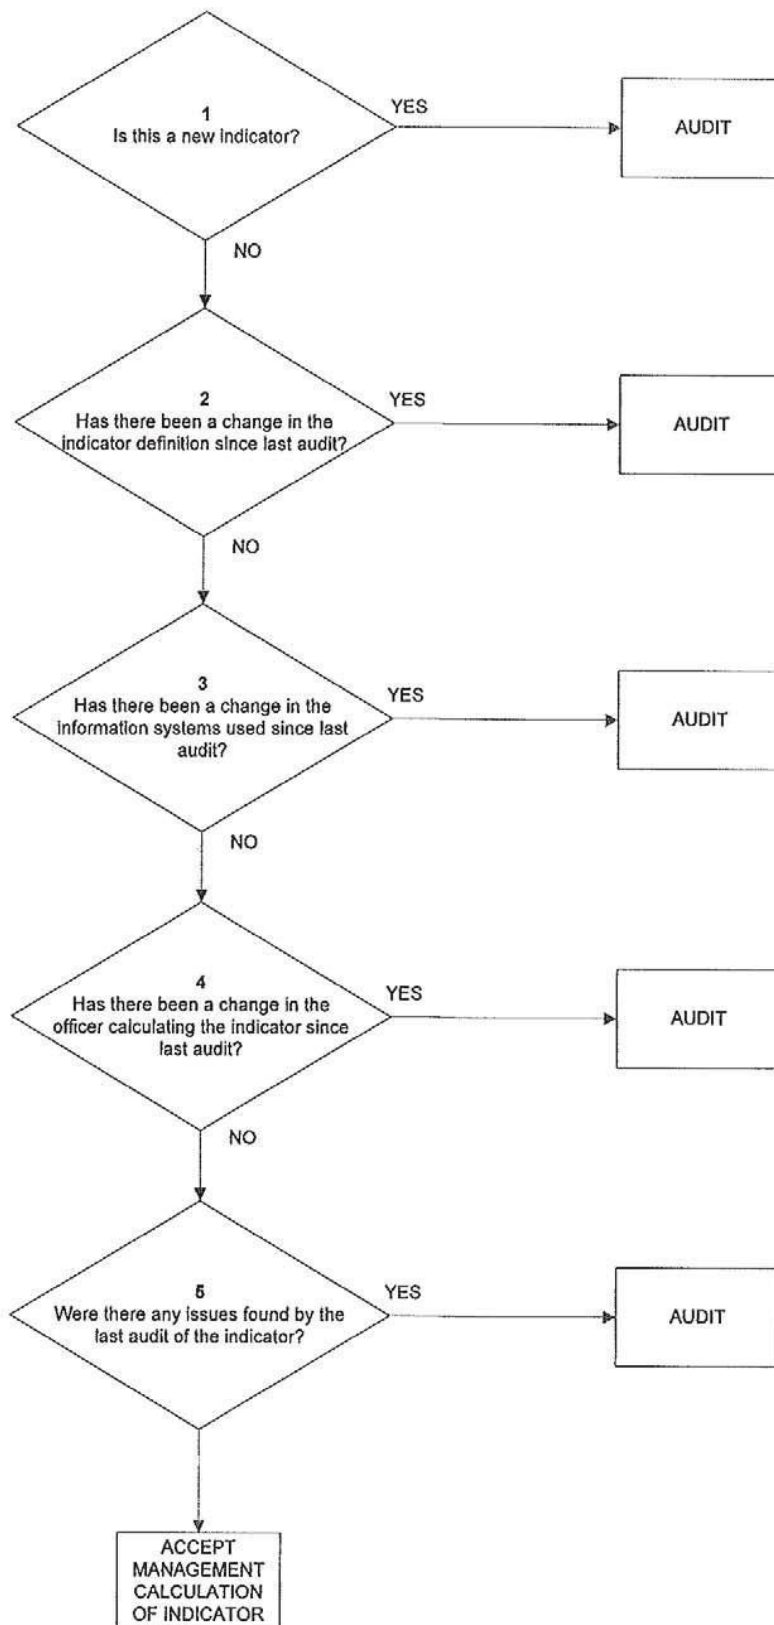 1
Is this a new indicator?
YES
AUDIT
NO
2
Has there been a change in the
indicator definition since last audit?
YES
AUDIT
NO
3
Has there been a change in the
information systems used since last
audit?
YES
AUDIT
NO
4
Has there been a change in the
officer calculating the indicator since
last audit?
YES
AUDIT
NO
5
Were there any issues found by the
last audit of the indicator?
YES
AUDIT
ACCEPT
MANAGEMENT
CALCULATION
OF INDICATOR